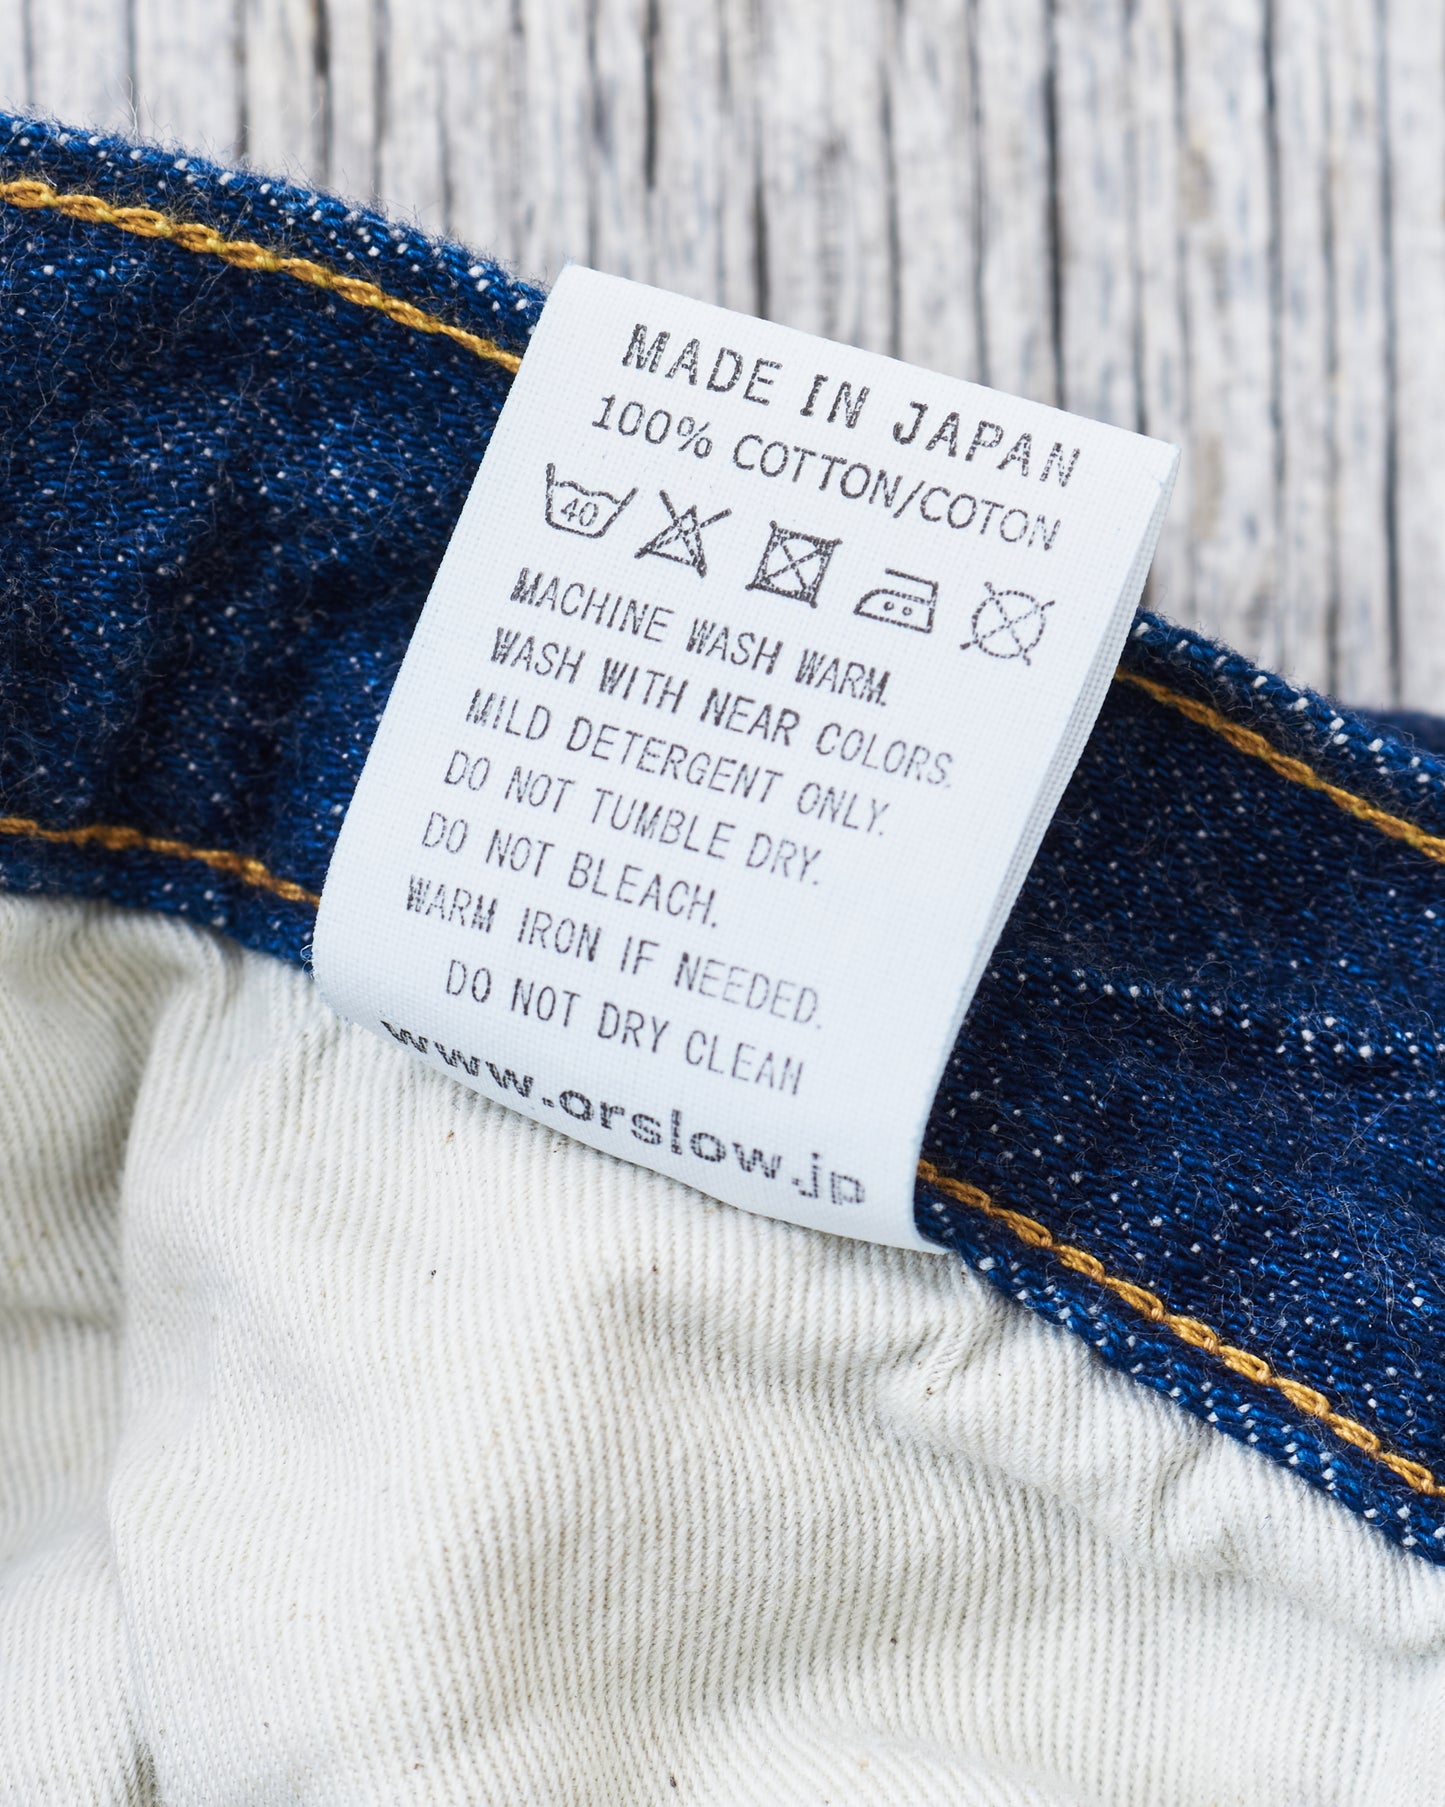 MADE IN JAPAN
100% COTTON/COTON
40
MACHINE WASH WARM.
WASH WITH NEAR COLORS.
MILD DETERGENT ONLY.
DO NOT TUMBLE DRY.
DO NOT BLEACH.
WARM IRON IF NEEDED.
DO NOT DRY CLEAN
www.orslow.jp